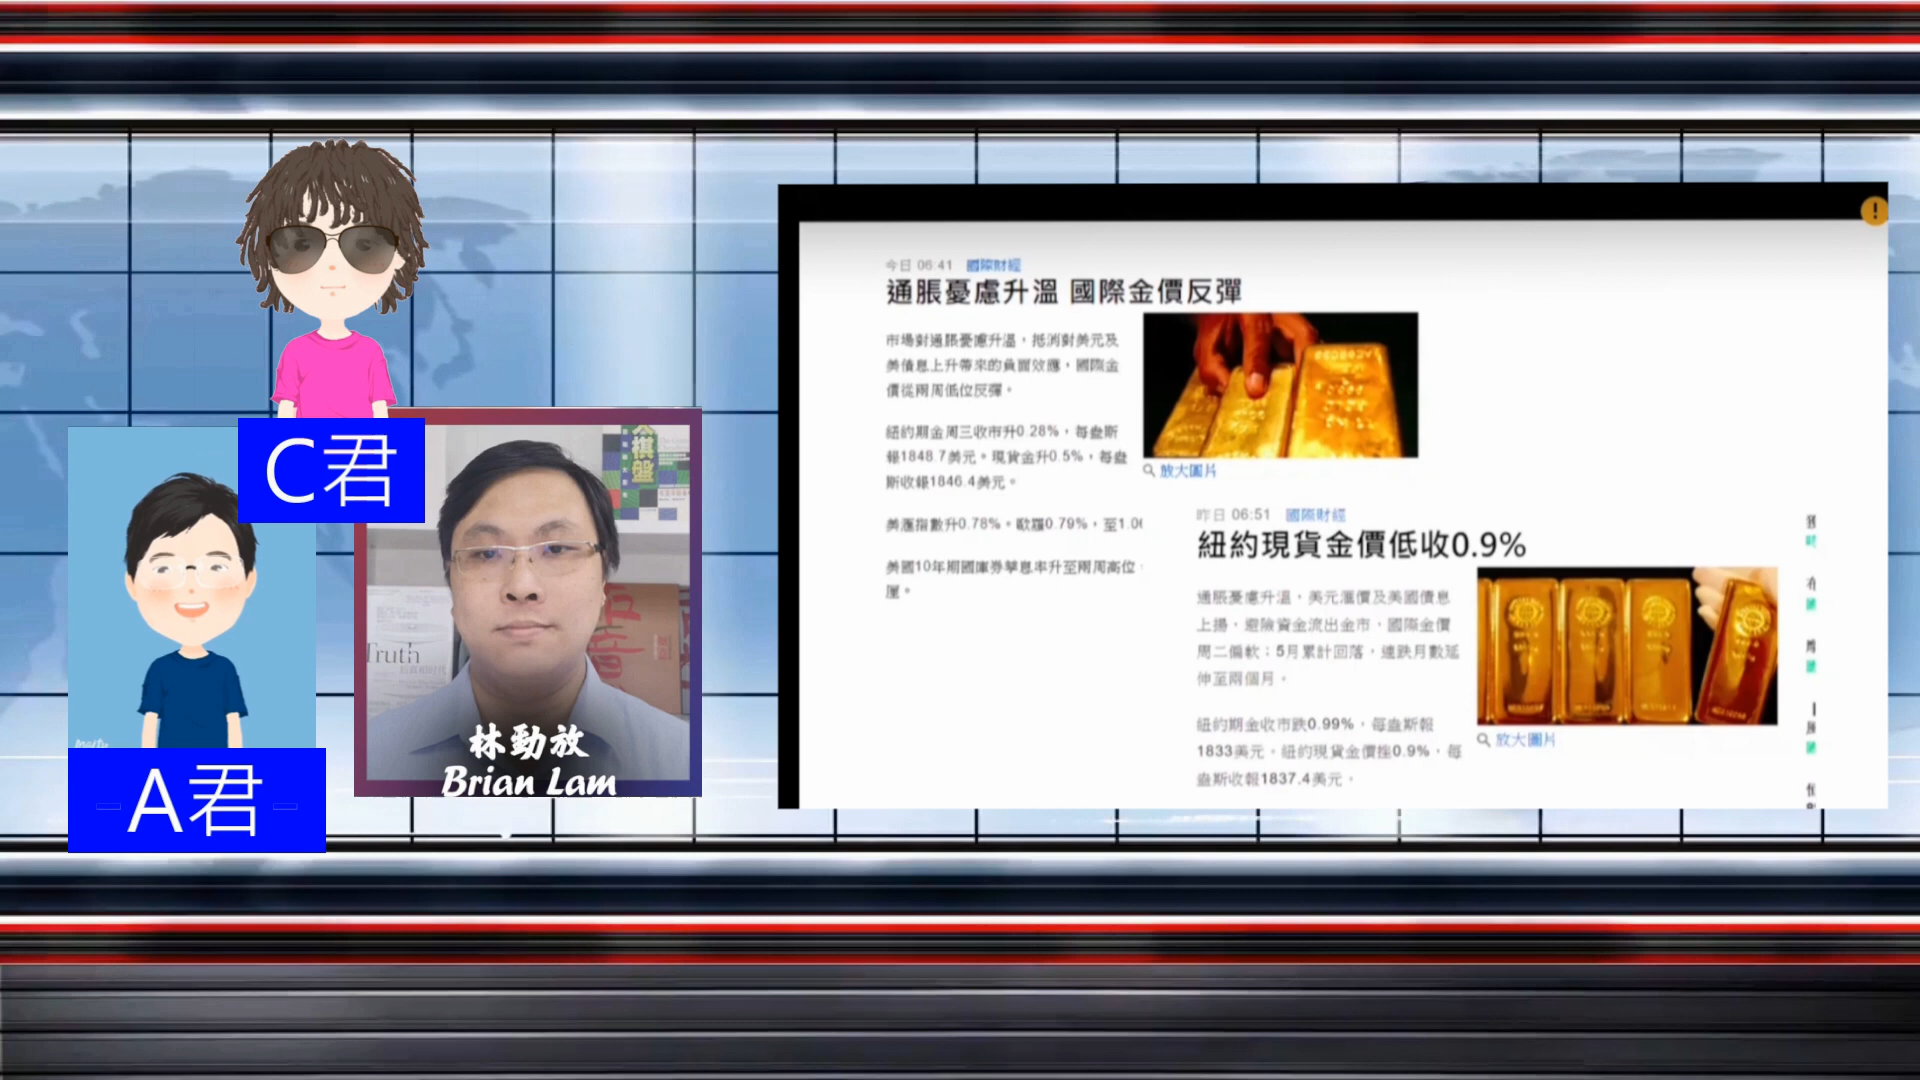 C君
A君
林勁放
Brian Lam
Truth
今日 06:41 國際財經
通脹憂慮升溫 國際金價反彈
市場對通脹憂慮升溫，抵消對美元及
美債息上升帶來的負面效應，國際金
價從兩周低位反彈。
紐約期金周三收市升0.28%，每盎斯
報1848.7美元。現貨金升0.5%，每盎
斯收報1846.4美元。
美滙指數升0.78%。歐羅0.79%，至1.06
美國10年期國庫券孳息率升至兩周高位
厘。
放大圖片
昨日 06:51 國際財經
紐約現貨金價低收0.9%
通脹憂慮升溫，美元滙價及美國債息
上揚，避險資金流出金市，國際金價
周二偏軟；5月累計回落，連跌月數延
伸至兩個月。
紐約期金收市跌0.99%，每盎斯報
1833美元。紐約現貨金價挫0.9%，每
盎斯收報1837.4美元。
放大圖片